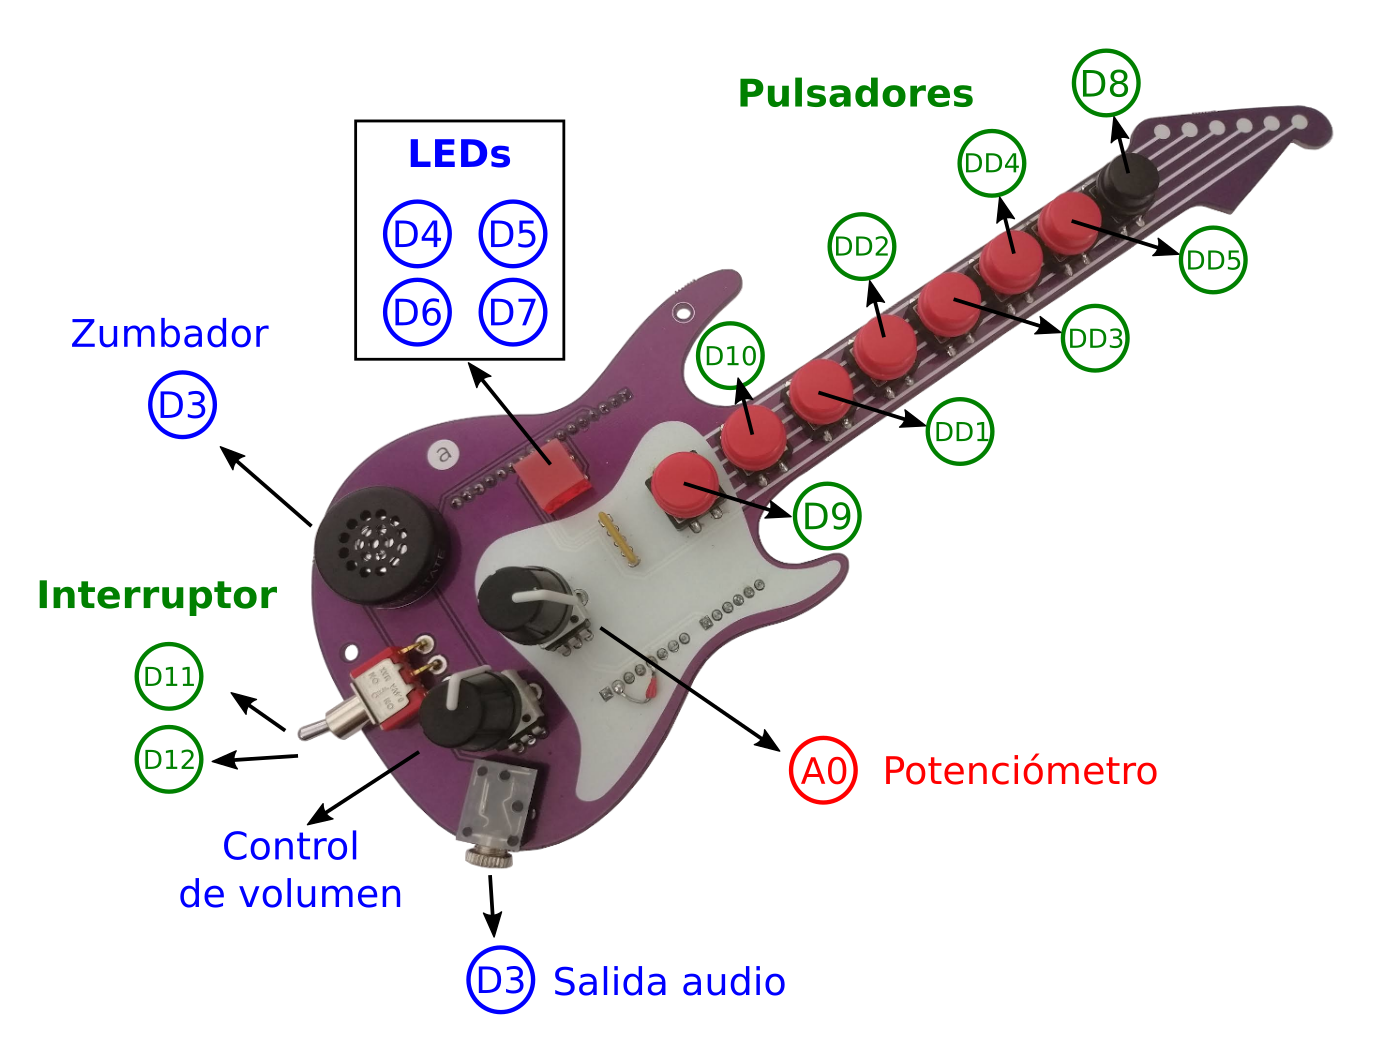 Pulsadores
D8
LEDs
DD4
D4 D5
DD2
DD5
D6 D7
Zumbador
DD3
D10
D3
DD1
D9
Interruptor
D11
D12
A0 Potenciómetro
Control
de volumen
D3 Salida audio